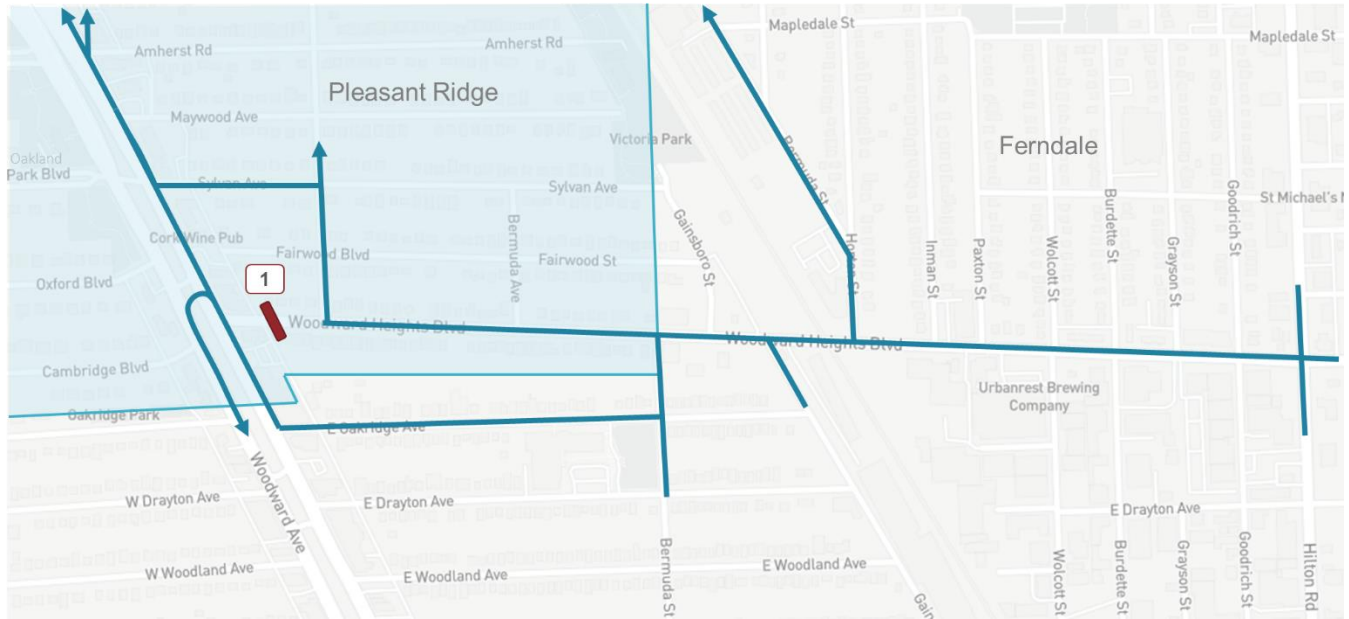 Mapledale St
Mapledale St
Amherst Rd
Amherst Rd
Pleasant Ridge
Maywood Ave
Victoria Park
Ferndale
Oakland
Park Blvd
Sylvan Ave
Sylvan Ave
Bermuda St
St Michael's
Goodrich St
Burdette St
Cork Wine Pub
Bermuda Ave
Gainsboro St
Fairwood Blvd
Fairwood St
Horton St
Inman St
Paxton St
Wolcott St
Grayson St
Oxford Blvd
1
Woodward Heights Blvd
Woodward Heights Blvd
Cambridge Blvd
Urbanrest Brewing
Company
Oakridge Park
E Oakridge Ave
Woodward Ave
W Drayton Ave
E Drayton Ave
E Drayton Ave
W Woodland Ave
E Woodland Ave
E Woodland Ave
Bermuda St
Wolcott St
Burdette St
Grayson St
Goodrich St
Hilton Rd